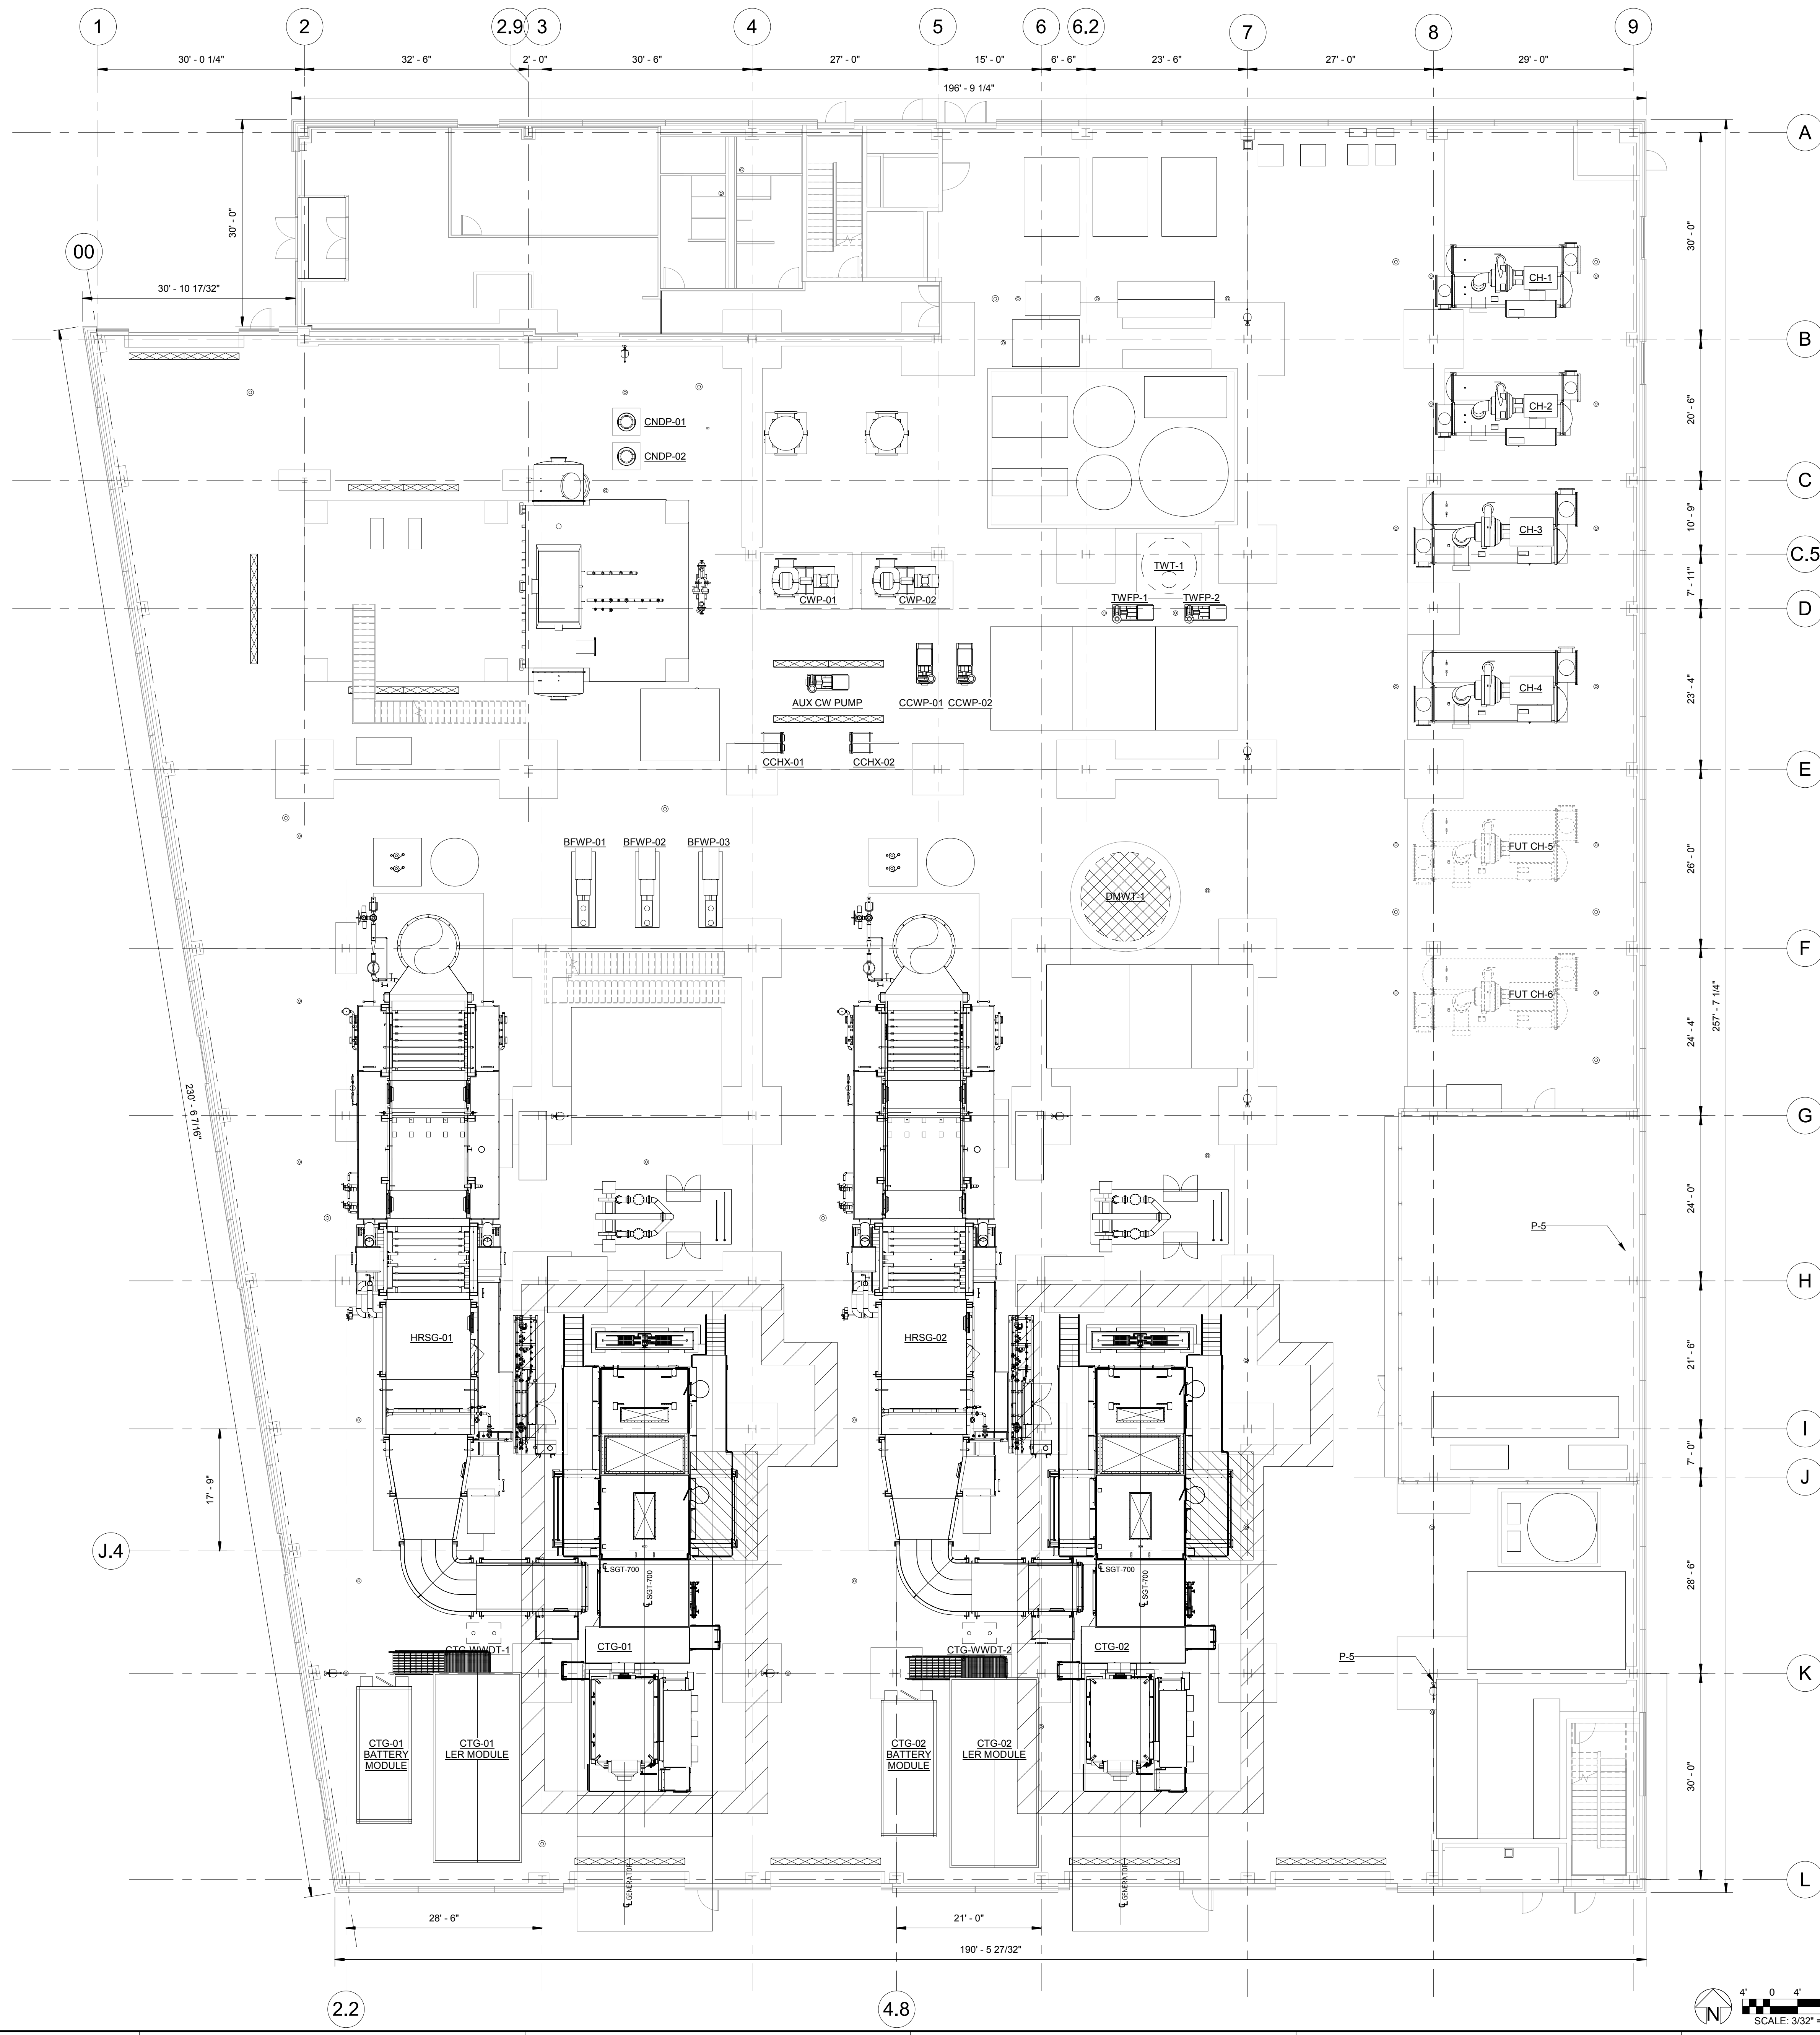 1
2
2.9
3
4
5
6
6.2
7
8
9
30' - 0 1/4"
32' - 6"
2' - 0"
30' - 6"
27' - 0"
15' - 0"
6' - 6"
23' - 6"
27' - 0"
29' - 0"
196' - 9 1/4"
A
30' - 0"
30' - 0"
00
30' - 10 17/32"
CH-1
B
CH-2
20' - 6"
CNDP-01
CNDP-02
C
CH-3
10' - 9"
C.5
TWT-1
7' - 11"
CWP-01
CWP-02
TWFP-1
TWFP-2
D
CH-4
23' - 4"
AUX CW PUMP
CCWP-01
CCWP-02
CCHX-01
CCHX-02
E
BFWP-01
BFWP-02
BFWP-03
FUT CH-5
26' - 0"
DMWT-1
F
FUT CH-6
24' - 4"
257' - 7 1/4"
230' - 6 7/16"
G
24' - 0"
P-5
H
HRSG-01
HRSG-02
21' - 6"
I
7' - 0"
J
17' - 9"
J.4
28' - 6"
SGT-700
SGT-700
SGT-700
SGT-700
CTG-WWDT-1
CTG-01
CTG-WWDT-2
CTG-02
P-5
K
CTG-01
BATTERY
MODULE
CTG-01
LER MODULE
CTG-02
BATTERY
MODULE
CTG-02
LER MODULE
30' - 0"
GENERATOR
GENERATOR
L
28' - 6"
21' - 0"
190' - 5 27/32"
2.2
4.8
N
4'
0
4'
SCALE: 3/32" =